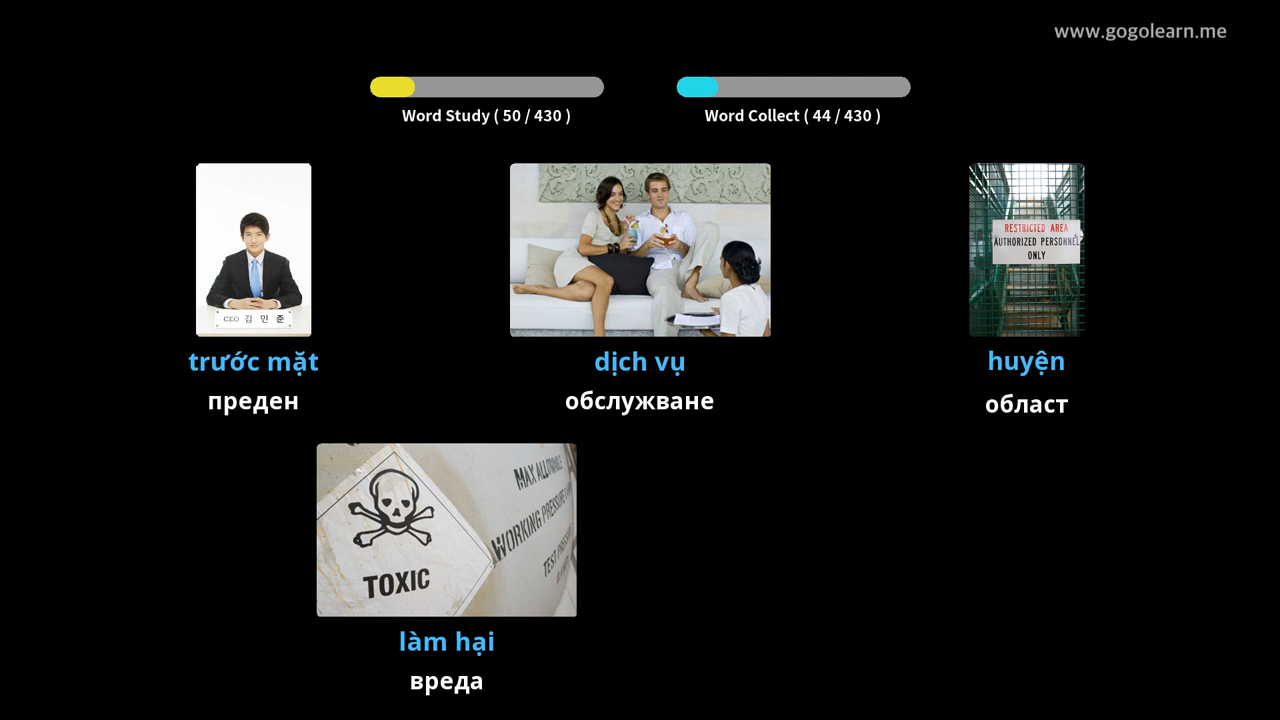 www.gogolearn.me
Word Study ( 50 / 430 )
Word Collect ( 44 / 430 )
CEO 김 민 준
RESTRICTED AREA
AUTHORIZED PERSONNEL
ONLY
trước mặt
преден
dịch vụ
обслужване
huyện
област
TOXIC
MAX ALLOWABLE
WORKING PRESSURE
TEST
làm hại
вреда